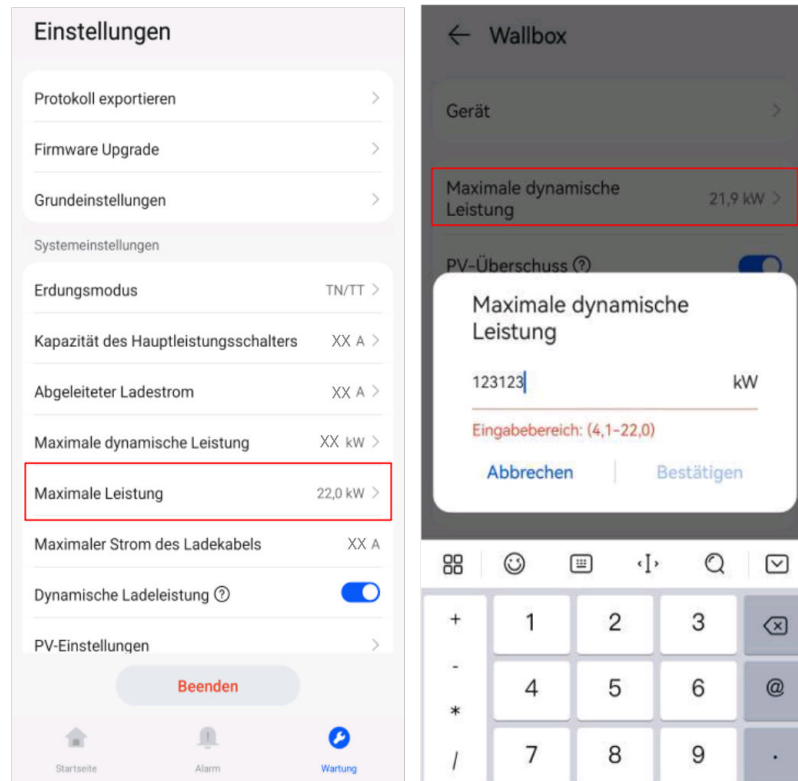 Einstellungen
Protokoll exportieren
Firmware Upgrade
Grundeinstellungen
Systemeinstellungen
Erdungsmodus TN/TT
Kapazität des Hauptleistungsschalters XX A
Abgeleiteter Ladestrom XX A
Maximale dynamische Leistung XX kW
Maximale Leistung 22,0 kW
Maximaler Strom des Ladekabels XX A
Dynamische Ladeleistung
PV-Einstellungen
Beenden
Startseite Alarm Wartung
Wallbox
Gerät
Maximale dynamische
Leistung 21,9 kW
PV-Überschuss
Maximale dynamische
Leistung
123123 kW
Eingabebereich: (4,1-22,0)
Abbrechen Bestätigen
+ 1 2 3
- 4 5 6 @
*
/ 7 8 9 .